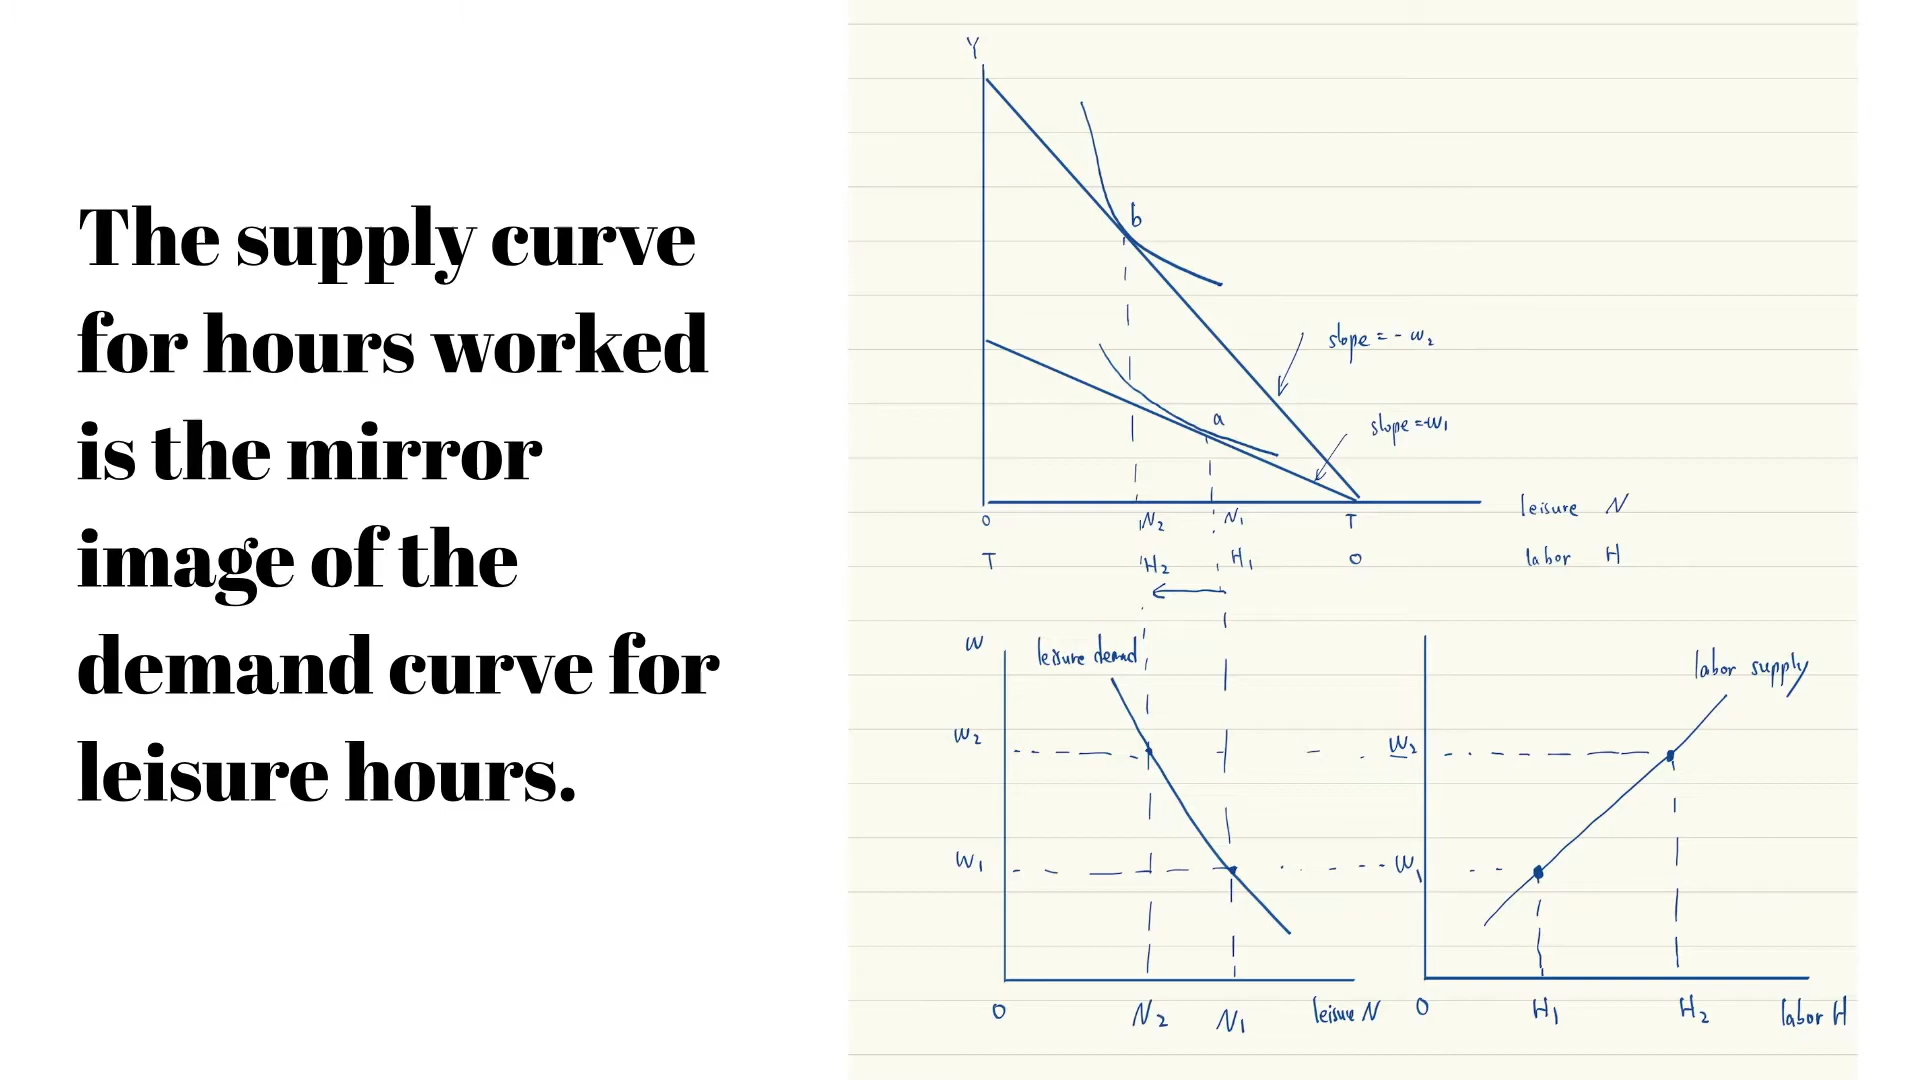 The supply curve
for hours worked
is the mirror
image of the
demand curve for
leisure hours.
Y
b
slope = - w₂
a
slope = -w₁
0 N₂ N₁ T leisure N
T H₂ H₁ 0 labor H
w
leisure demand
labor supply
w₂ w₂
w₁ w₁
0 N₂ N₁ leisure N 0 H₁ H₂ labor H